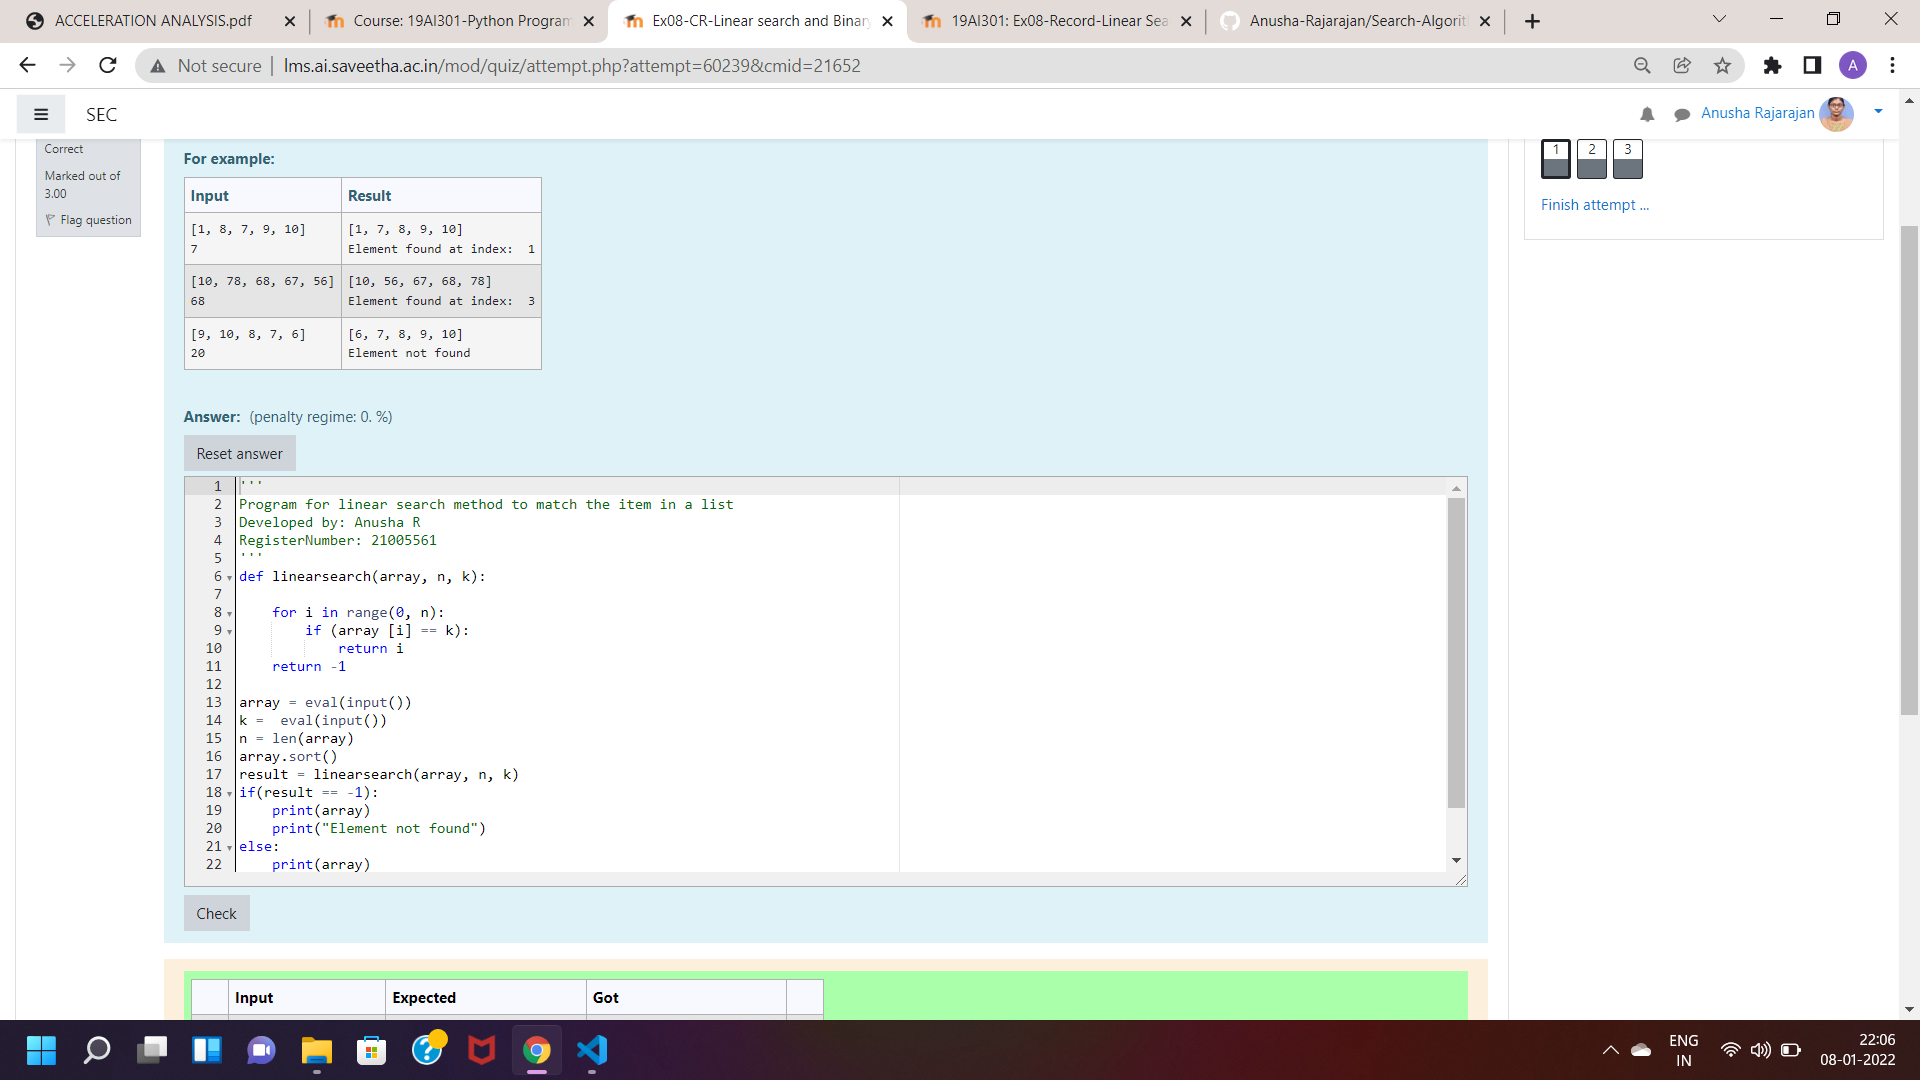 ACCELERATION ANALYSIS.pdf
Course: 19AI301-Python Program
Ex08-CR-Linear search and Binar
19AI301: Ex08-Record-Linear Sea
Anusha-Rajarajan/Search-Algorit
Not secure
lms.ai.saveetha.ac.in/mod/quiz/attempt.php?attempt=60239&cmid=21652
A
SEC
Anusha Rajarajan
Correct
Marked out of
3.00
Flag question
For example:
Input Result
[1, 8, 7, 9, 10] [1, 7, 8, 9, 10]
7 Element found at index:  1
[10, 78, 68, 67, 56] [10, 56, 67, 68, 78]
68 Element found at index:  3
[9, 10, 8, 7, 6] [6, 7, 8, 9, 10]
20 Element not found
1 2 3
Finish attempt ...
Answer: (penalty regime: 0. %)
Reset answer
1 '''
2 Program for linear search method to match the item in a list
3 Developed by: Anusha R
4 RegisterNumber: 21005561
5 '''
6 def linearsearch(array, n, k):
7
8     for i in range(0, n):
9         if (array [i] == k):
10             return i
11     return -1
12
13 array = eval(input())
14 k =  eval(input())
15 n = len(array)
16 array.sort()
17 result = linearsearch(array, n, k)
18 if(result == -1):
19     print(array)
20     print("Element not found")
21 else:
22     print(array)
Check
Input Expected Got
ENG
IN
22:06
08-01-2022